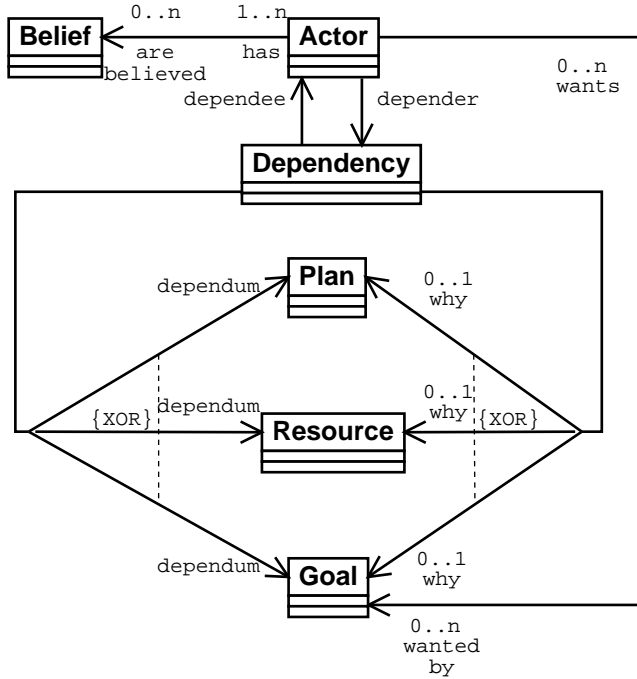 0..n
1..n
Belief
Actor
are
believed
has
0..n
wants
dependee
depender
Dependency
Plan
dependum
0..1
why
{XOR}
dependum
Resource
0..1
why
{XOR}
dependum
Goal
0..1
why
0..n
wanted
by